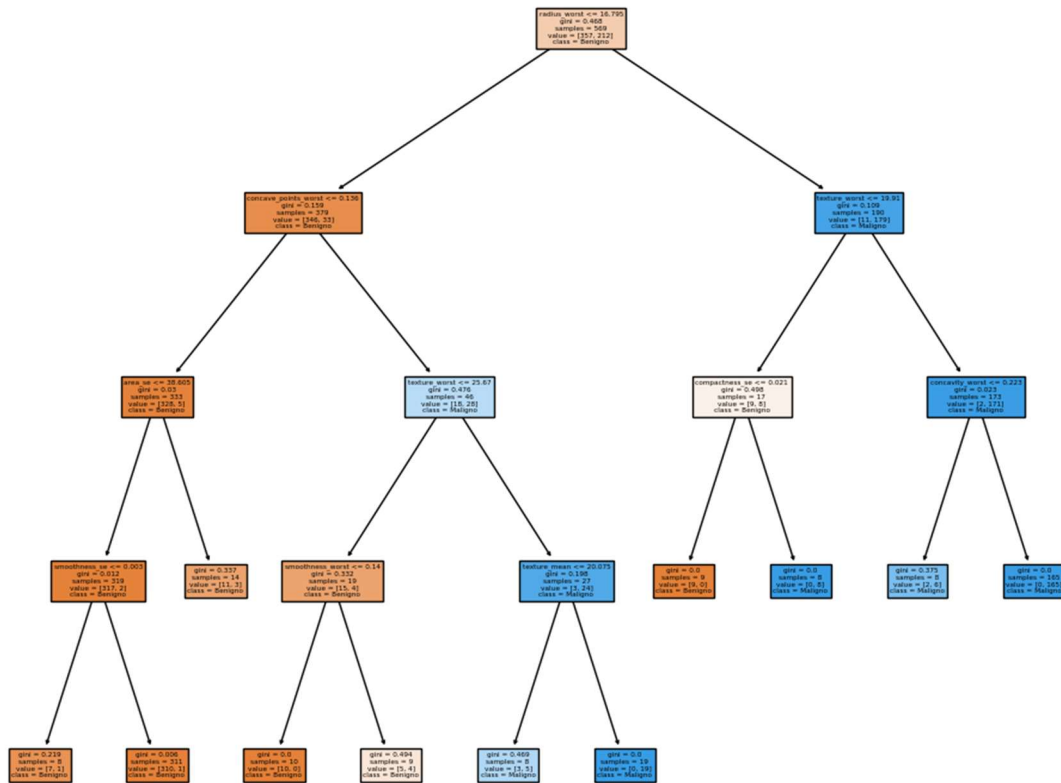 radius_worst <= 16.795
gini = 0.468
samples = 569
value = [357, 212]
class = Benigno
concave_points_worst <= 0.136
gini = 0.159
samples = 379
value = [346, 33]
class = Benigno
texture_worst <= 19.91
gini = 0.109
samples = 190
value = [11, 179]
class = Maligno
area_se <= 38.605
gini = 0.03
samples = 333
value = [328, 5]
class = Benigno
texture_worst <= 25.67
gini = 0.476
samples = 46
value = [18, 28]
class = Maligno
compactness_se <= 0.021
gini = 0.498
samples = 17
value = [9, 8]
class = Benigno
concavity_worst <= 0.223
gini = 0.023
samples = 173
value = [2, 171]
class = Maligno
smoothness_se <= 0.003
gini = 0.012
samples = 319
value = [317, 2]
class = Benigno
gini = 0.337
samples = 14
value = [11, 3]
class = Benigno
smoothness_worst <= 0.14
gini = 0.332
samples = 19
value = [15, 4]
class = Benigno
texture_mean <= 20.075
gini = 0.198
samples = 27
value = [3, 24]
class = Maligno
gini = 0.0
samples = 9
value = [9, 0]
class = Benigno
gini = 0.0
samples = 8
value = [0, 8]
class = Maligno
gini = 0.375
samples = 8
value = [2, 6]
class = Maligno
gini = 0.0
samples = 165
value = [0, 165]
class = Maligno
gini = 0.219
samples = 8
value = [7, 1]
class = Benigno
gini = 0.006
samples = 311
value = [310, 1]
class = Benigno
gini = 0.0
samples = 10
value = [10, 0]
class = Benigno
gini = 0.494
samples = 9
value = [5, 4]
class = Benigno
gini = 0.469
samples = 8
value = [3, 5]
class = Maligno
gini = 0.0
samples = 19
value = [0, 19]
class = Maligno